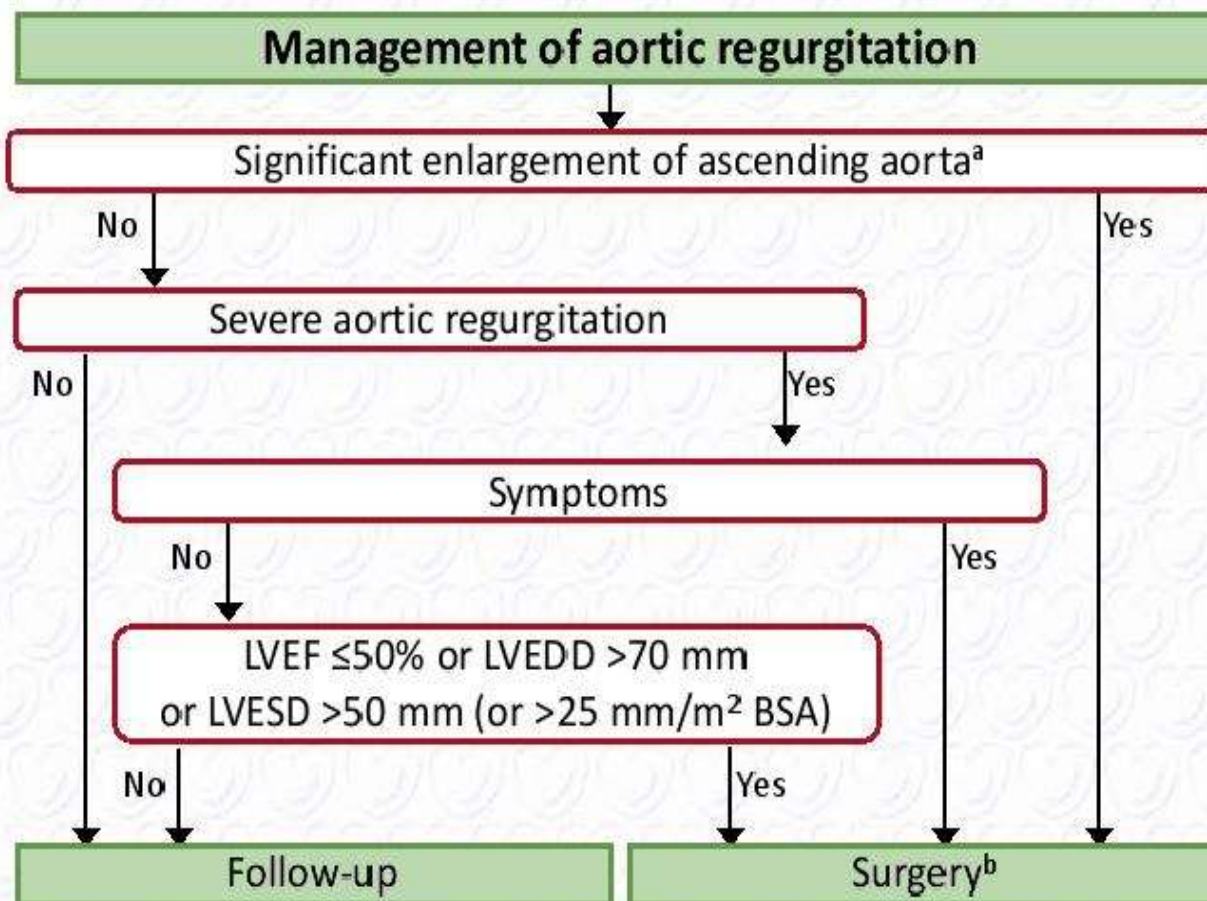 Management of aortic regurgitation
Significant enlargement of ascending aortaᵃ
No
Yes
Severe aortic regurgitation
No
Yes
Symptoms
No
Yes
LVEF ≤50% or LVEDD >70 mm
or LVESD >50 mm (or >25 mm/m² BSA)
No
Yes
Follow-up
Surgeryᵇ